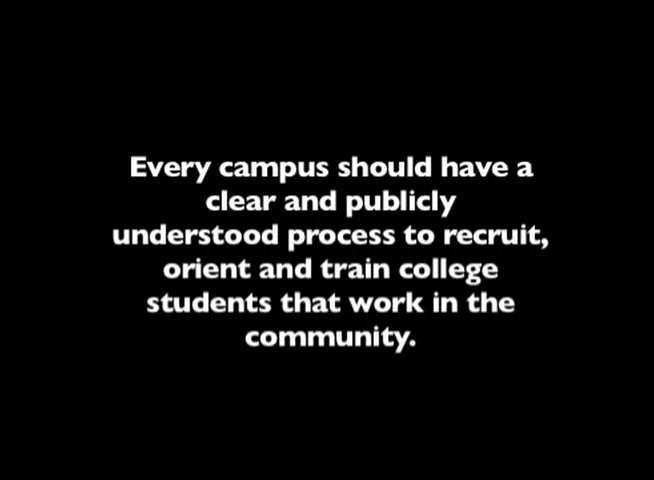 Every campus should have a
clear and publicly
understood process to recruit,
orient and train college
students that work in the
community.